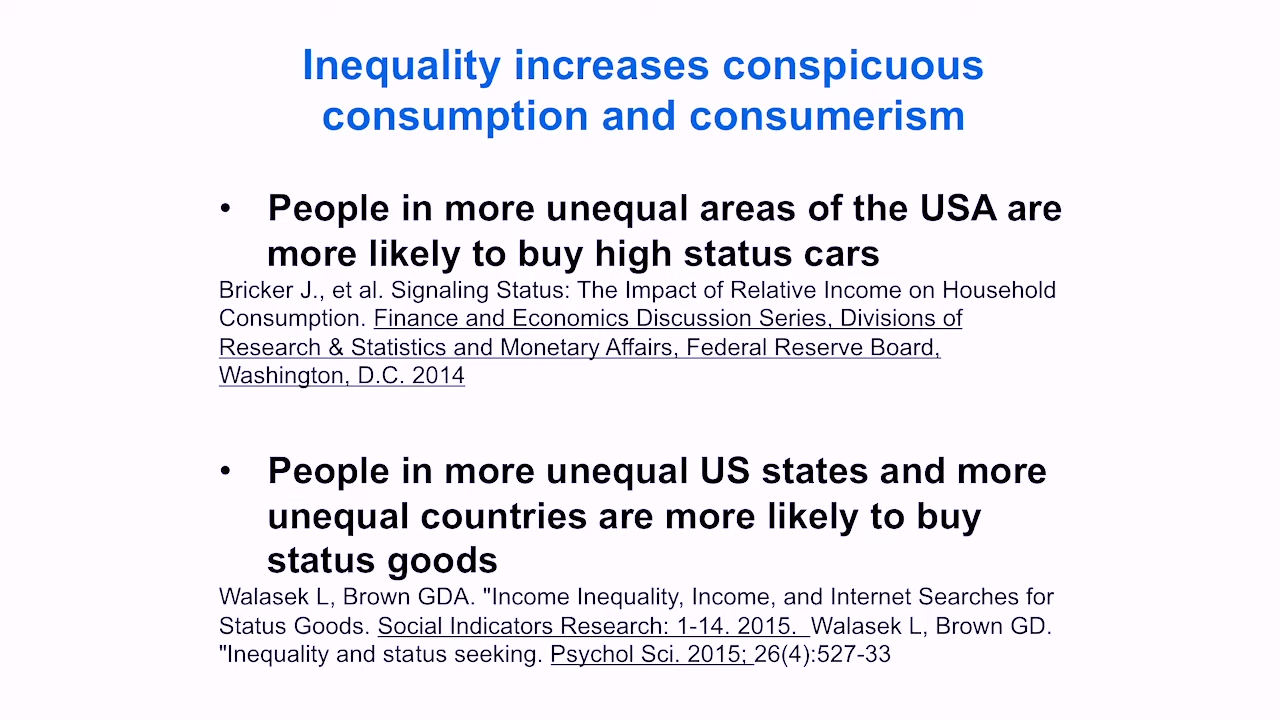 Inequality increases conspicuous
consumption and consumerism
• People in more unequal areas of the USA are
more likely to buy high status cars
Bricker J., et al. Signaling Status: The Impact of Relative Income on Household
Consumption. Finance and Economics Discussion Series, Divisions of
Research & Statistics and Monetary Affairs, Federal Reserve Board,
Washington, D.C. 2014
• People in more unequal US states and more
unequal countries are more likely to buy
status goods
Walasek L, Brown GDA. "Income Inequality, Income, and Internet Searches for
Status Goods. Social Indicators Research: 1-14. 2015. Walasek L, Brown GD.
"Inequality and status seeking. Psychol Sci. 2015; 26(4):527-33